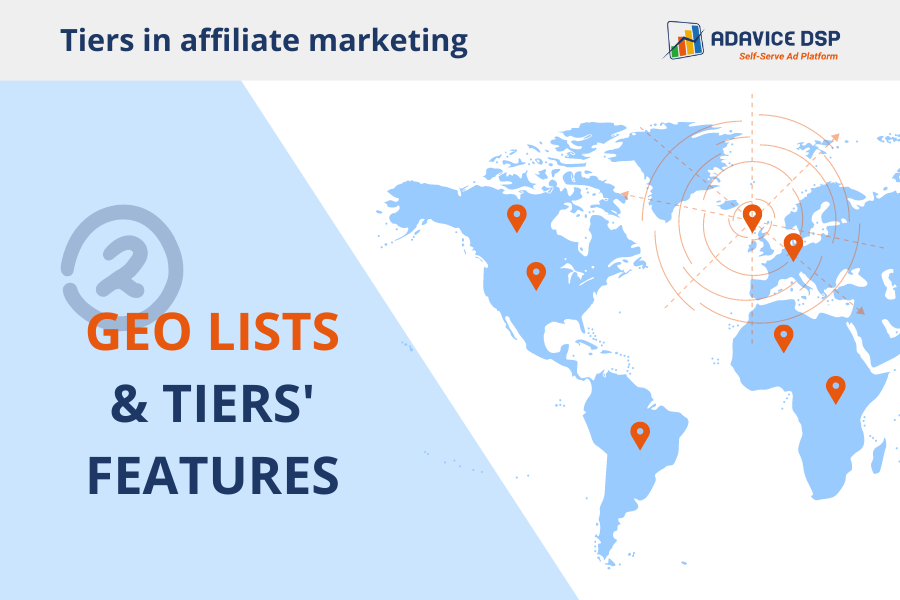 Tiers in affiliate marketing
ADAVICE DSP
Self-Serve Ad Platform
2
GEO LISTS
& TIERS'
FEATURES